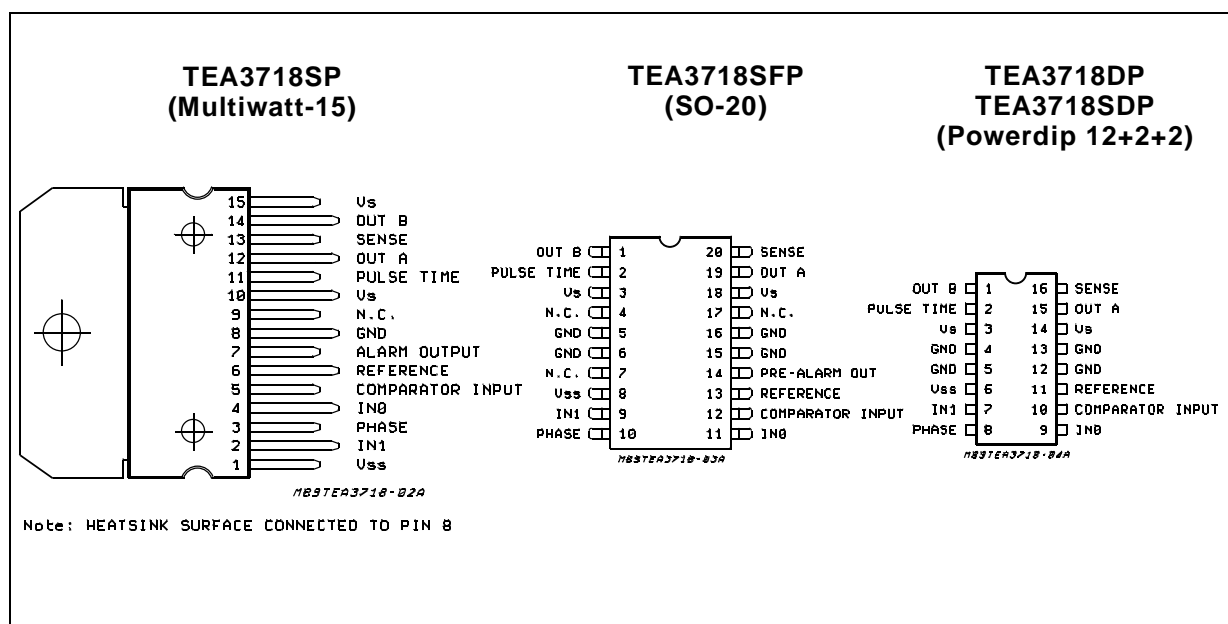 TEA3718SP
(Multiwatt-15)
15 Vs
14 OUT B
13 SENSE
12 OUT A
11 PULSE TIME
10 Vs
9 N.C.
8 GND
7 ALARM OUTPUT
6 REFERENCE
5 COMPARATOR INPUT
4 IN0
3 PHASE
2 IN1
1 Vss
MB9TEA3718-02A
Note: HEATSINK SURFACE CONNECTED TO PIN 8
TEA3718SFP
(SO-20)
OUT B 1 20 SENSE
PULSE TIME 2 19 OUT A
Vs 3 18 Vs
N.C. 4 17 N.C.
GND 5 16 GND
GND 6 15 GND
N.C. 7 14 PRE-ALARM OUT
Vss 8 13 REFERENCE
IN1 9 12 COMPARATOR INPUT
PHASE 10 11 IN0
MB9TEA3718-03A
TEA3718DP
TEA3718SDP
(Powerdip 12+2+2)
OUT B 1 16 SENSE
PULSE TIME 2 15 OUT A
Vs 3 14 Vs
GND 4 13 GND
GND 5 12 GND
Vss 6 11 REFERENCE
IN1 7 10 COMPARATOR INPUT
PHASE 8 9 IN0
MB9TEA3718-04A